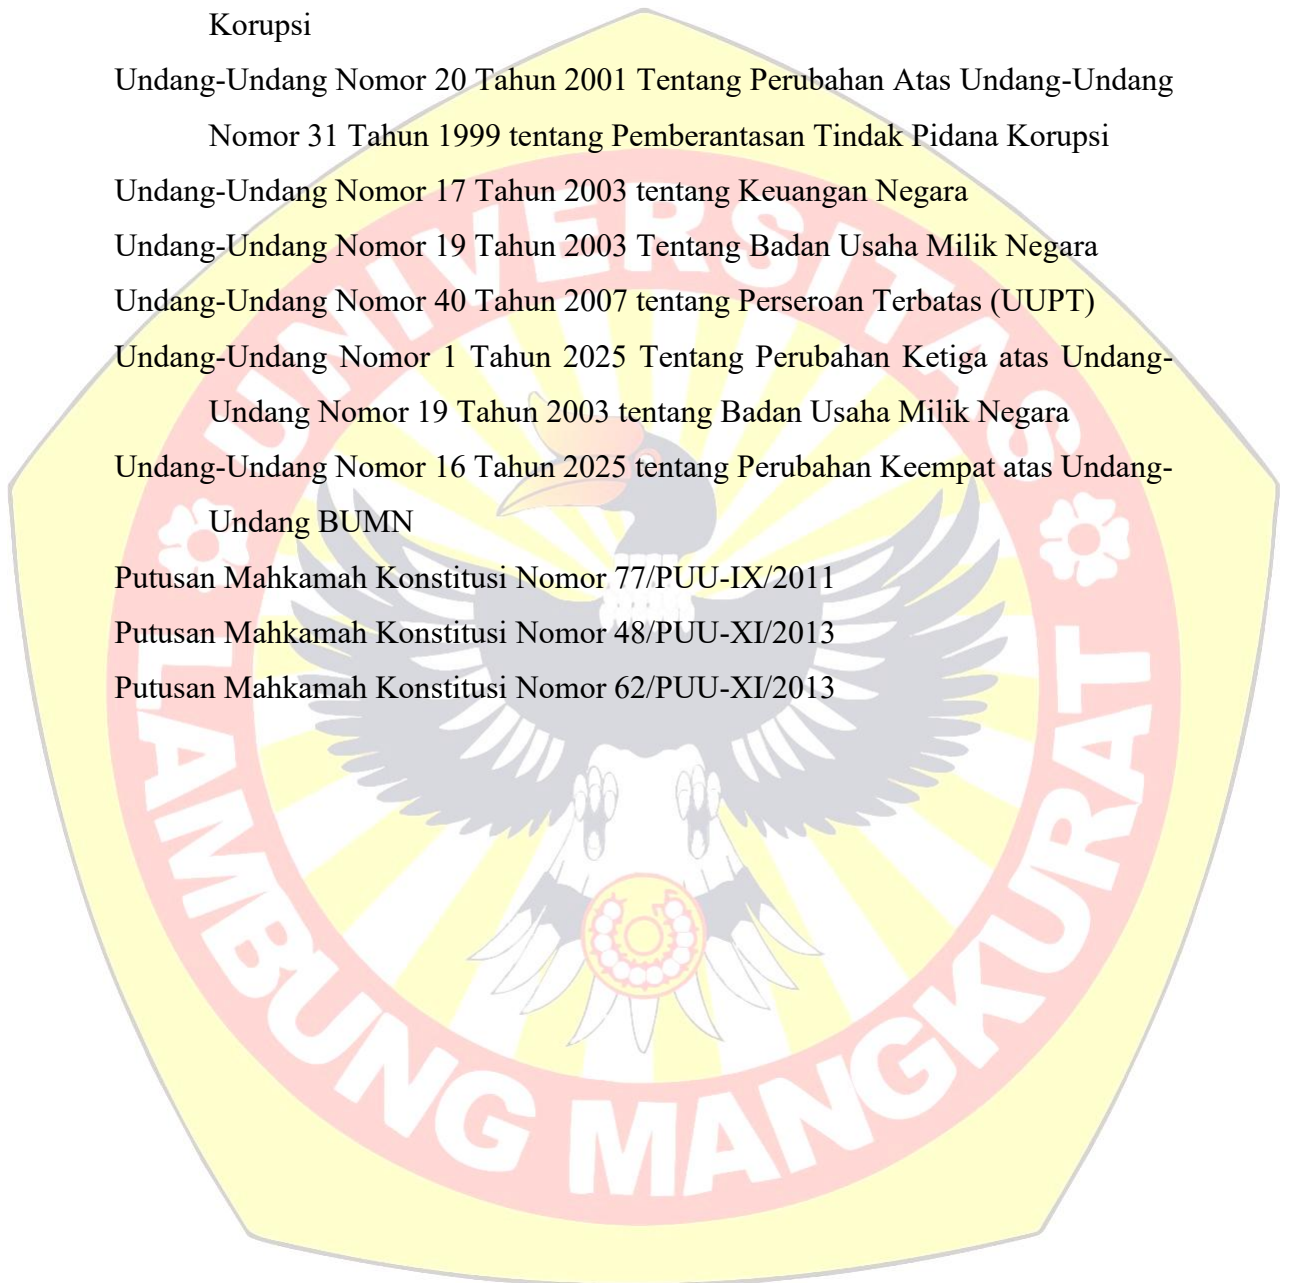 Korupsi
Undang-Undang Nomor 20 Tahun 2001 Tentang Perubahan Atas Undang-Undang
Nomor 31 Tahun 1999 tentang Pemberantasan Tindak Pidana Korupsi
Undang-Undang Nomor 17 Tahun 2003 tentang Keuangan Negara
Undang-Undang Nomor 19 Tahun 2003 Tentang Badan Usaha Milik Negara
Undang-Undang Nomor 40 Tahun 2007 tentang Perseroan Terbatas (UUPT)
Undang-Undang Nomor 1 Tahun 2025 Tentang Perubahan Ketiga atas Undang-
Undang Nomor 19 Tahun 2003 tentang Badan Usaha Milik Negara
Undang-Undang Nomor 16 Tahun 2025 tentang Perubahan Keempat atas Undang-
Undang BUMN
Putusan Mahkamah Konstitusi Nomor 77/PUU-IX/2011
Putusan Mahkamah Konstitusi Nomor 48/PUU-XI/2013
Putusan Mahkamah Konstitusi Nomor 62/PUU-XI/2013
UNIVERSITAS
LAMBUNG MANGKURAT